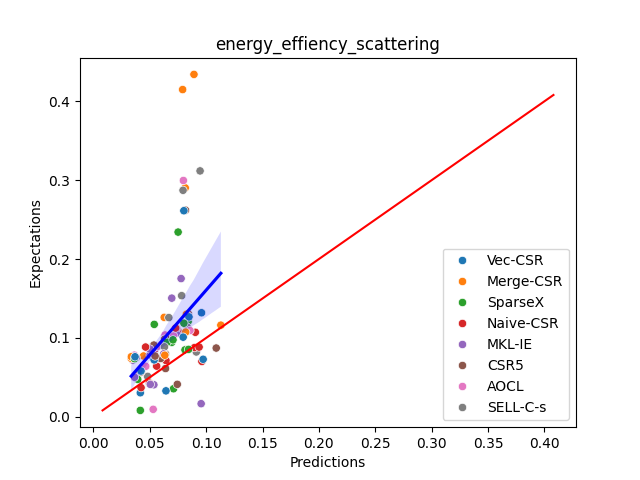 energy_effiency_scattering
0.4
0.3
0.2
0.1
0.0
Expectations
0.00 0.05 0.10 0.15 0.20 0.25 0.30 0.35 0.40
Predictions
Vec-CSR
Merge-CSR
SparseX
Naive-CSR
MKL-IE
CSR5
AOCL
SELL-C-s